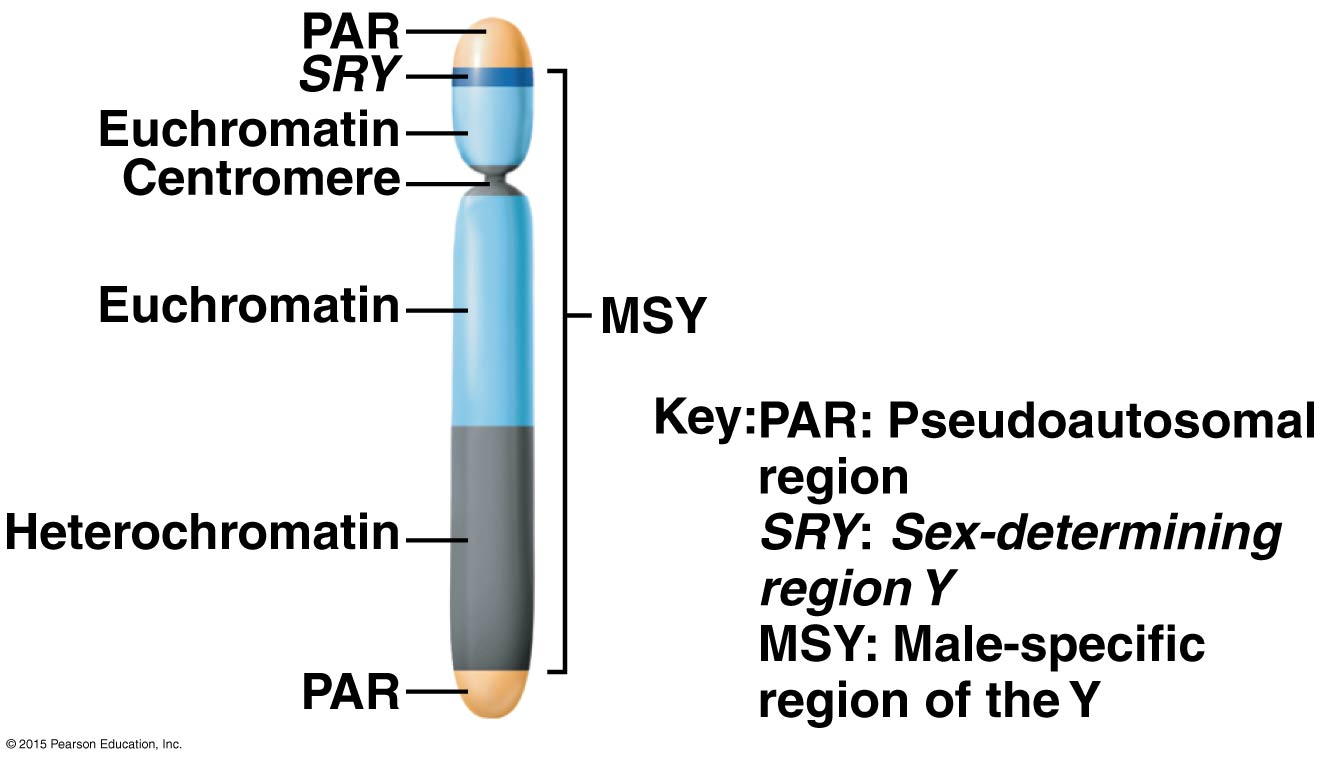 PAR
SRY
Euchromatin
Centromere
Euchromatin
MSY
Heterochromatin
PAR
Key:PAR: Pseudoautosomal
region
SRY: Sex-determining
region Y
MSY: Male-specific
region of the Y
© 2015 Pearson Education, Inc.